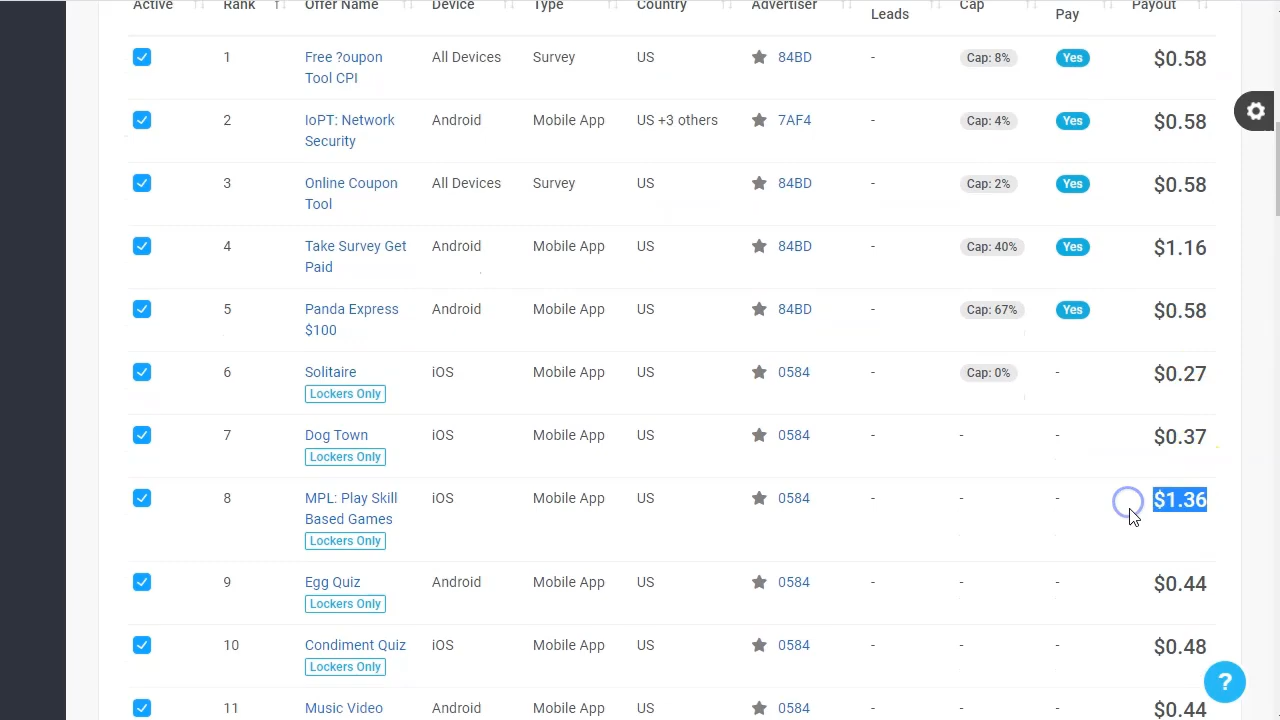 Active Rank Offer Name Device Type Country Advertiser Leads Cap Pay Payout
1 Free ?oupon Tool CPI All Devices Survey US 84BD - Cap: 8% Yes $0.58
2 IoPT: Network Security Android Mobile App US +3 others 7AF4 - Cap: 4% Yes $0.58
3 Online Coupon Tool All Devices Survey US 84BD - Cap: 2% Yes $0.58
4 Take Survey Get Paid Android Mobile App US 84BD - Cap: 40% Yes $1.16
5 Panda Express $100 Android Mobile App US 84BD - Cap: 67% Yes $0.58
6 Solitaire Lockers Only iOS Mobile App US 0584 - Cap: 0% - $0.27
7 Dog Town Lockers Only iOS Mobile App US 0584 - - - $0.37
8 MPL: Play Skill Based Games Lockers Only iOS Mobile App US 0584 - - - $1.36
9 Egg Quiz Lockers Only Android Mobile App US 0584 - - - $0.44
10 Condiment Quiz Lockers Only iOS Mobile App US 0584 - - - $0.48
11 Music Video Android Mobile App US 0584 - - - $0.44
?